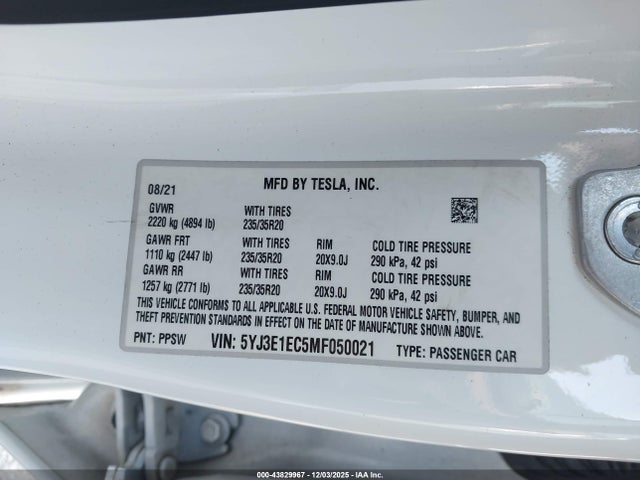 08/21 MFD BY TESLA, INC.
GVWR WITH TIRES
2220 kg (4894 lb) 235/35R20
GAWR FRT WITH TIRES RIM COLD TIRE PRESSURE
1110 kg (2447 lb) 235/35R20 20X9.0J 290 kPa, 42 psi
GAWR RR WITH TIRES RIM COLD TIRE PRESSURE
1257 kg (2771 lb) 235/35R20 20X9.0J 290 kPa, 42 psi
THIS VEHICLE CONFORMS TO ALL APPLICABLE U.S. FEDERAL MOTOR VEHICLE SAFETY, BUMPER, AND
THEFT PREVENTION STANDARDS IN EFFECT ON THE DATE OF MANUFACTURE SHOWN ABOVE.
PNT: PPSW VIN: 5YJ3E1EC5MF050021 TYPE: PASSENGER CAR
000-43829967 - 12/03/2025 - IAAI.COM